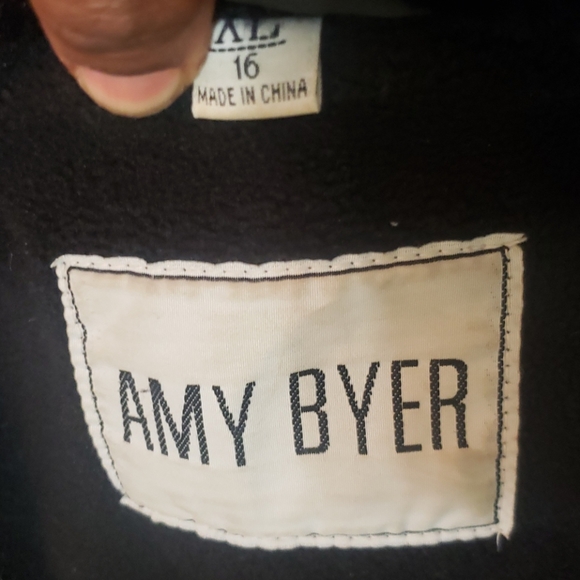 XL
16
MADE IN CHINA
AMY BYER